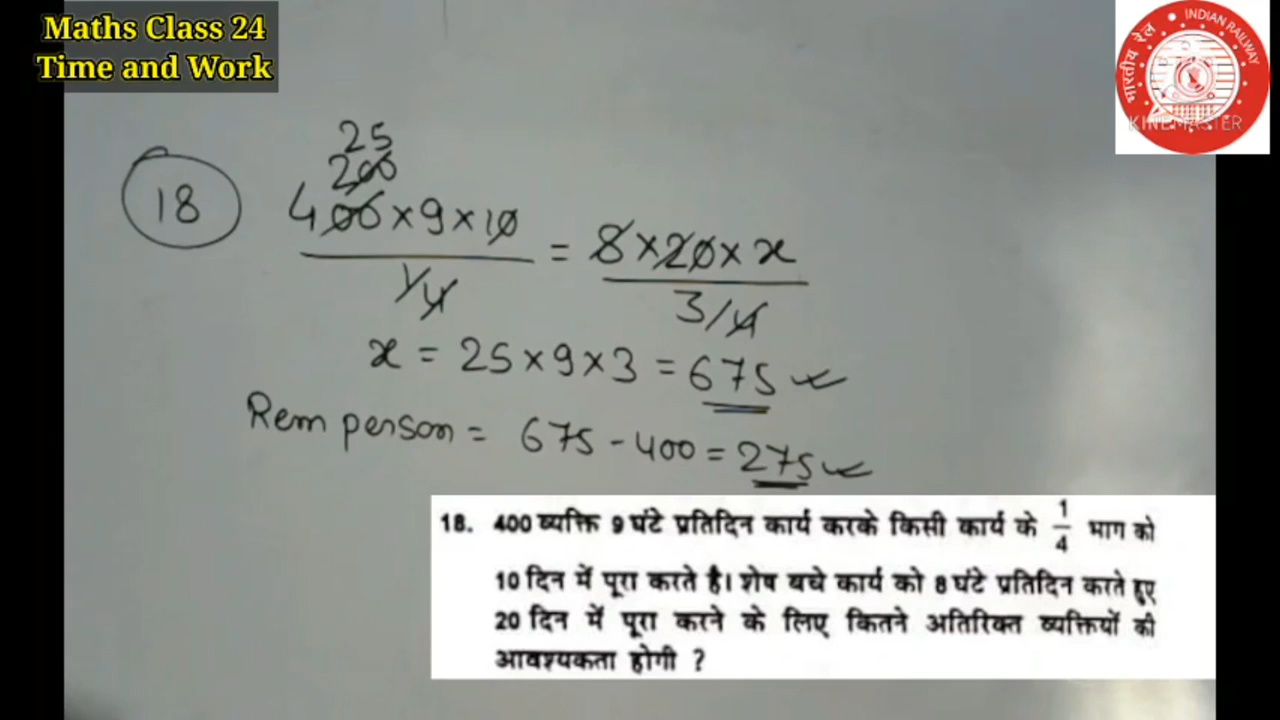 Maths Class 24
Time and Work
भारतीय रेल INDIAN RAILWAY
KINEMASTER
25
200
18
400×9×10 / 1/4 = 8×20×x / 3/4
x = 25×9×3 = 675
Rem person = 675 - 400 = 275
18. 400 व्यक्ति 9 घंटे प्रतिदिन कार्य करके किसी कार्य के 1/4 भाग को
10 दिन में पूरा करते है। शेष बचे कार्य को 8 घंटे प्रतिदिन करते हुए
20 दिन में पूरा करने के लिए कितने अतिरिक्त व्यक्तियों की
आवश्यकता होगी ?